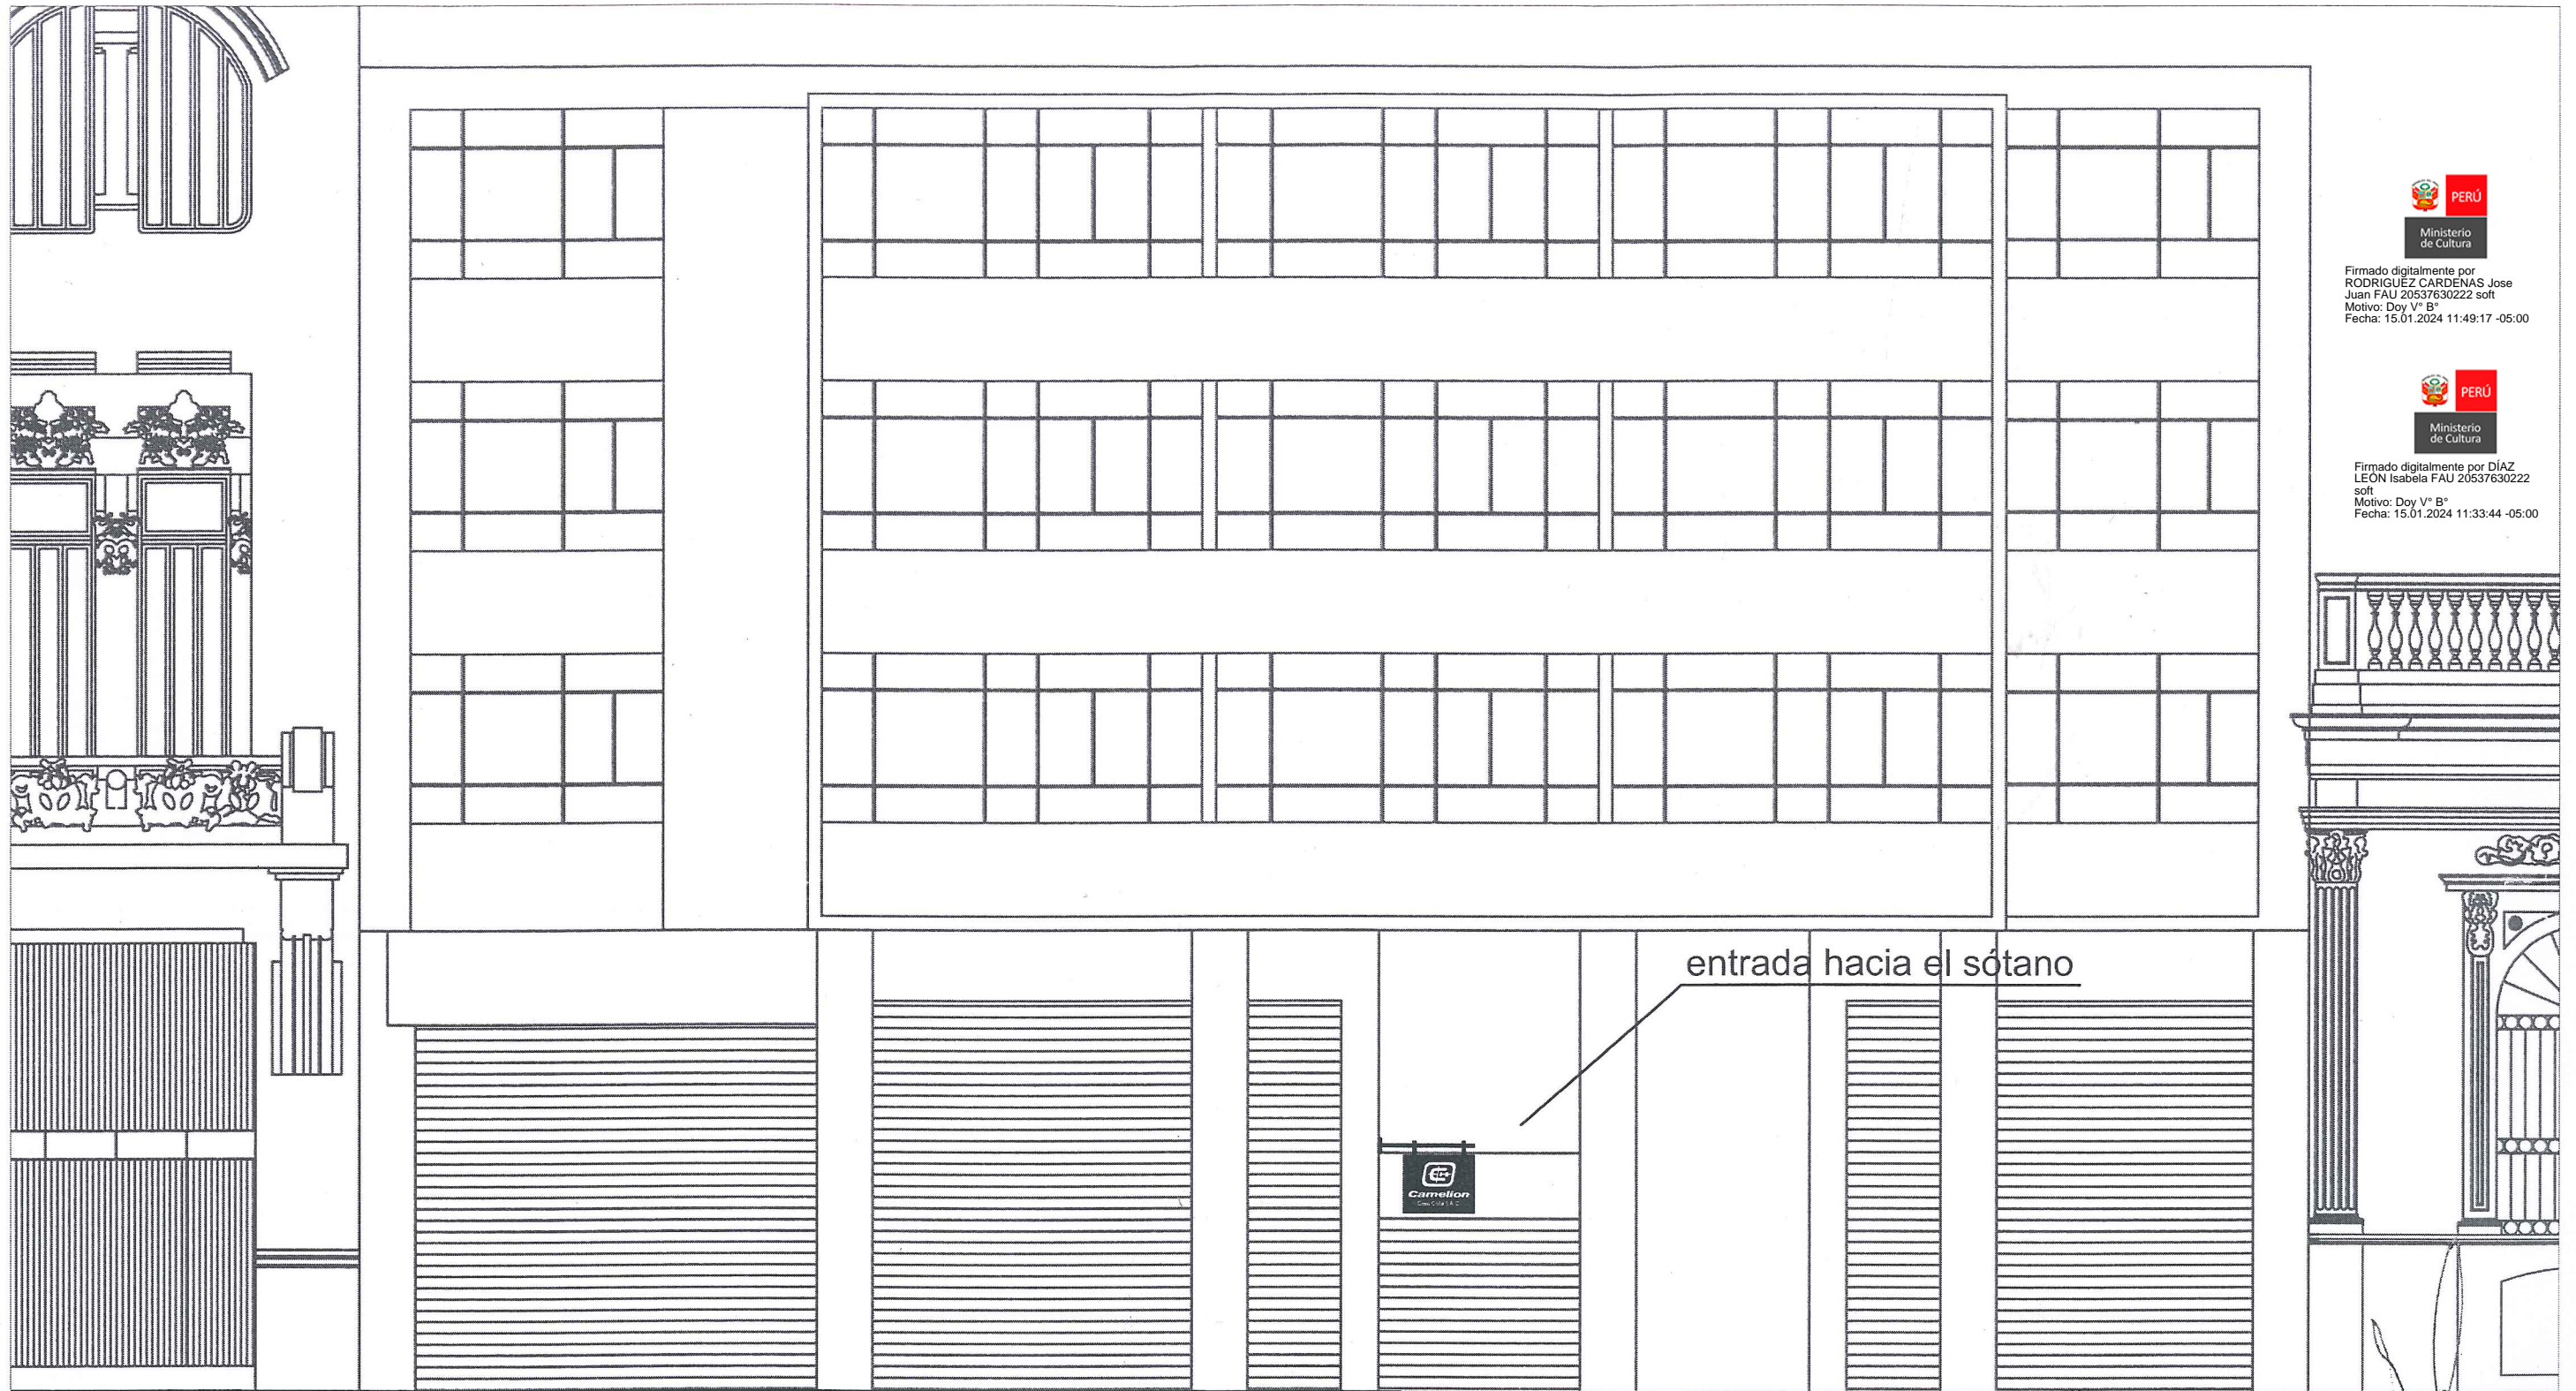 PERÚ
Ministerio
de Cultura
Firmado digitalmente por
RODRIGUEZ CARDENAS Jose
Juan FAU 20537630222 soft
Motivo: Doy V° B°
Fecha: 15.01.2024 11:49:17 -05:00
PERÚ
Ministerio
de Cultura
Firmado digitalmente por DÍAZ
LEÓN Isabela FAU 20537630222
soft
Motivo: Doy V° B°
Fecha: 15.01.2024 11:33:44 -05:00
entrada hacia el sótano
Camelion